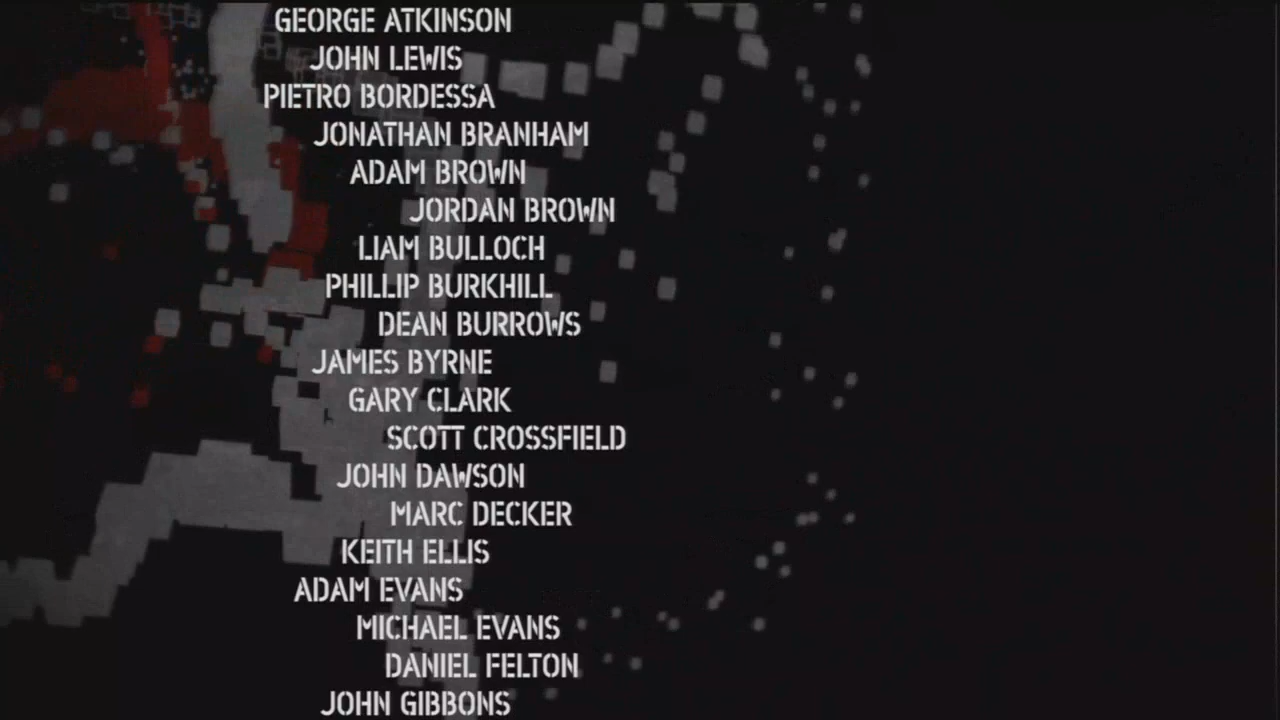 GEORGE ATKINSON
JOHN LEWIS
PIETRO BORDESSA
JONATHAN BRANHAM
ADAM BROWN
JORDAN BROWN
LIAM BULLOCH
PHILLIP BURKHILL
DEAN BURROWS
JAMES BYRNE
GARY CLARK
SCOTT CROSSFIELD
JOHN DAWSON
MARC DECKER
KEITH ELLIS
ADAM EVANS
MICHAEL EVANS
DANIEL FELTON
JOHN GIBBONS